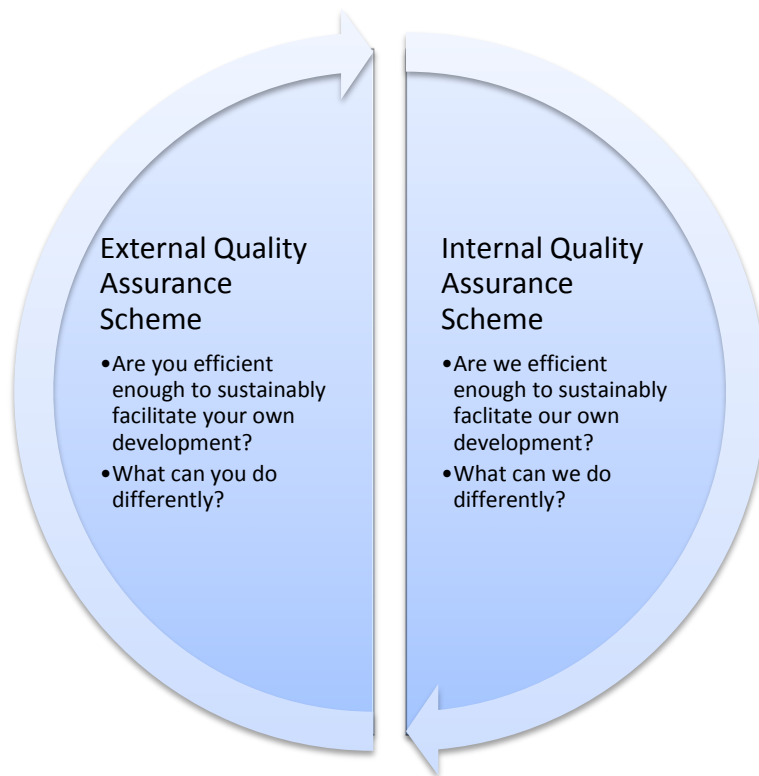 External Quality
Assurance
Scheme
•Are you efficient
enough to sustainably
facilitate your own
development?
•What can you do
differently?
Internal Quality
Assurance
Scheme
•Are we efficient
enough to sustainably
faclitate our own
development?
•What can we do
differently?